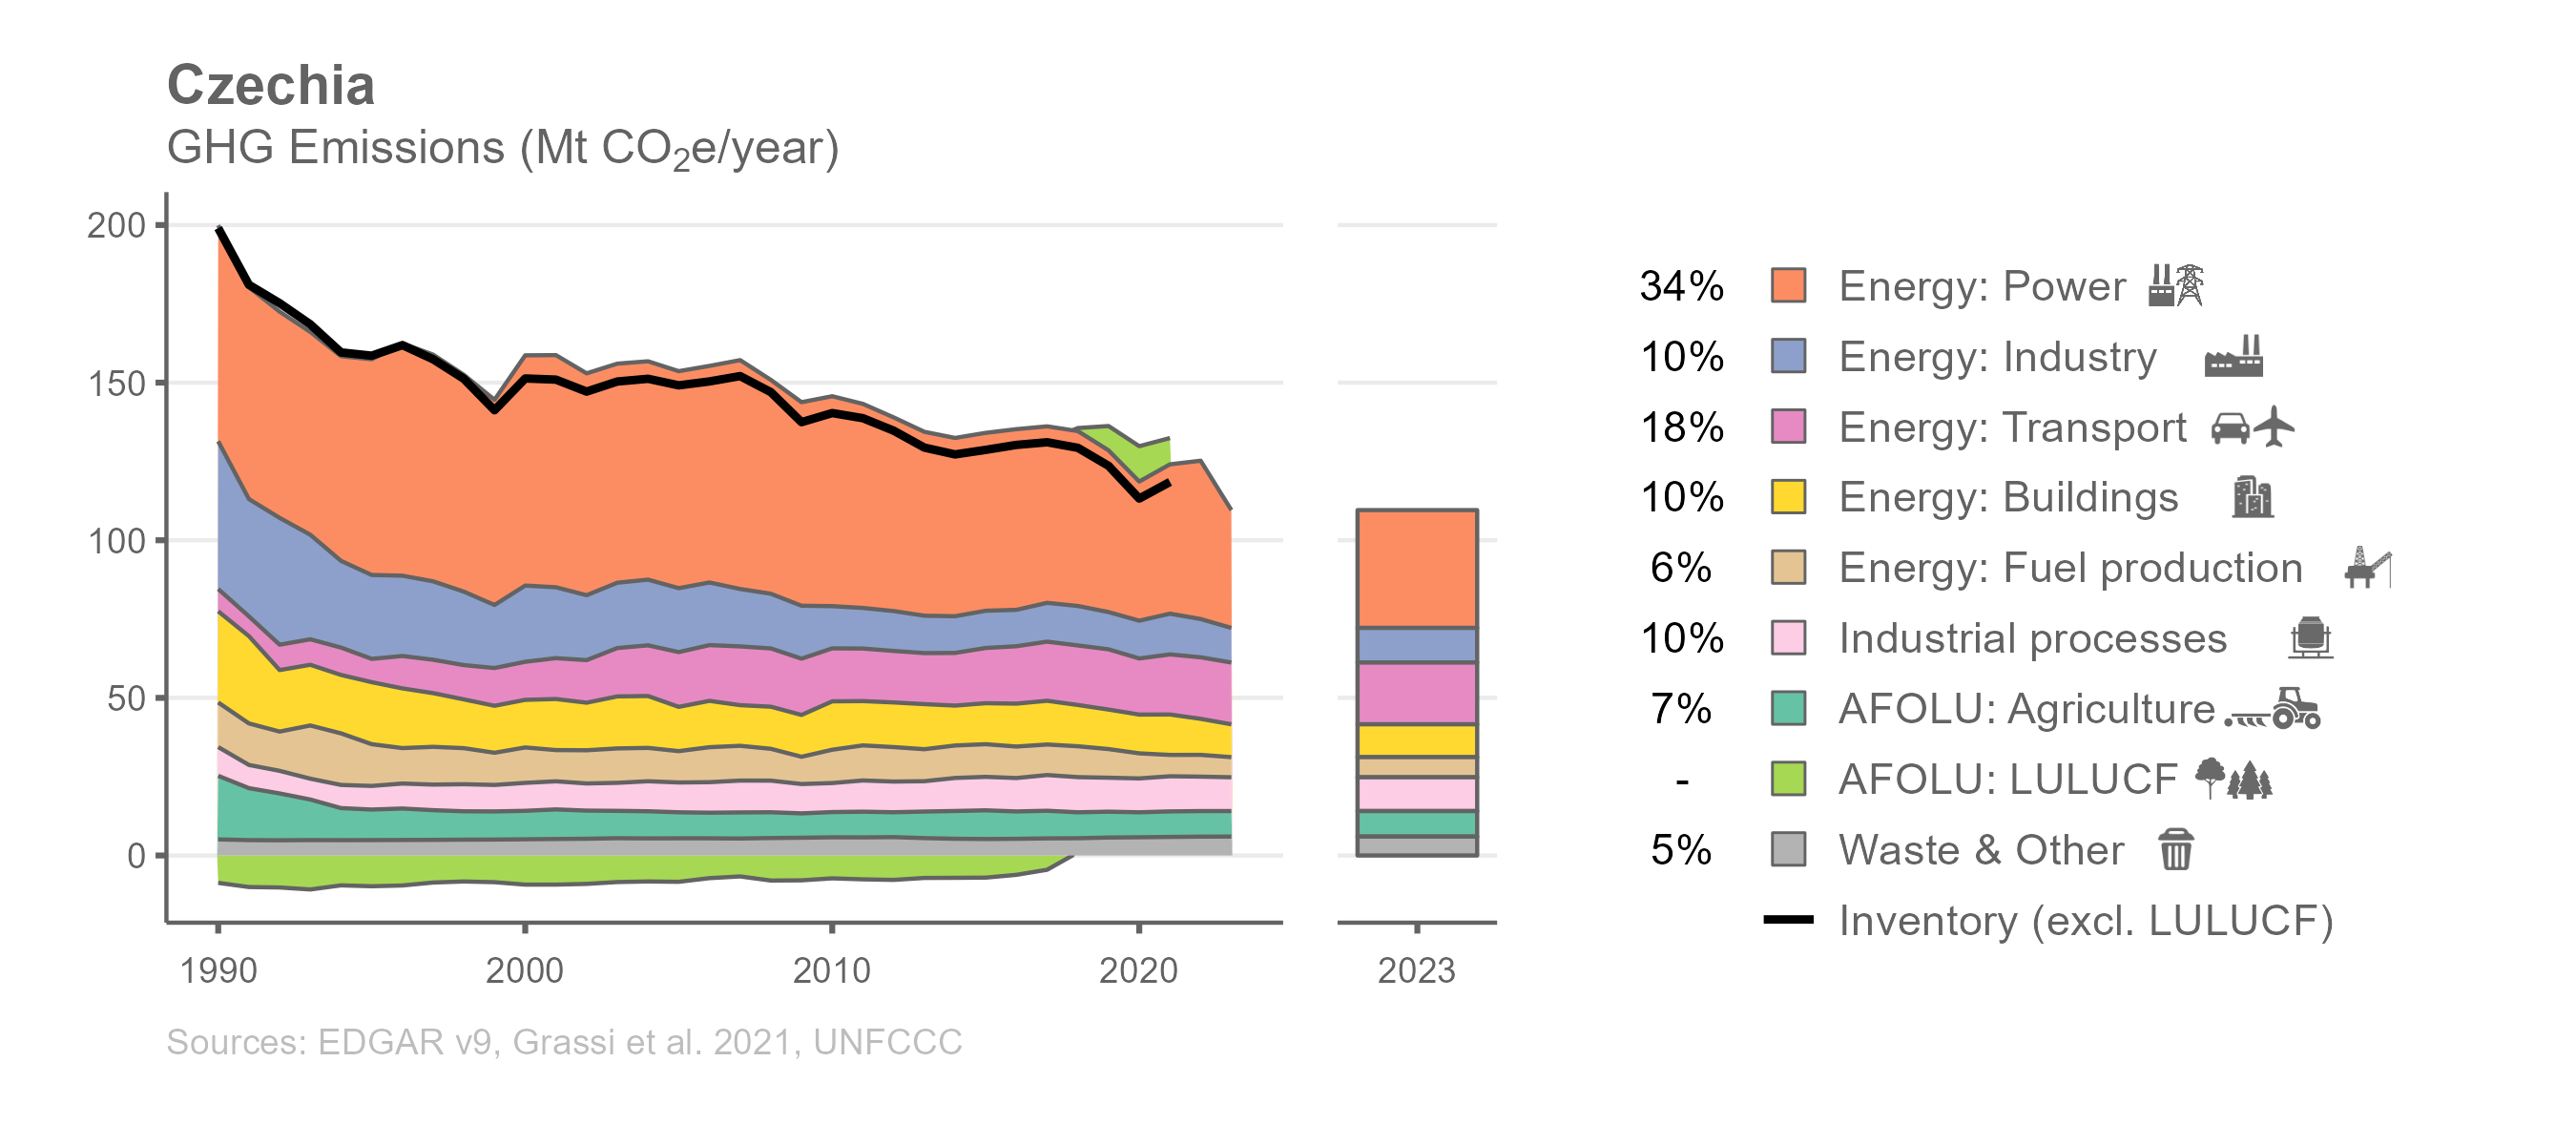 Czechia
GHG Emissions (Mt CO₂e/year)
200
150
100
50
0
1990
2000
2010
2020
2023
34% Energy: Power
10% Energy: Industry
18% Energy: Transport
10% Energy: Buildings
6% Energy: Fuel production
10% Industrial processes
7% AFOLU: Agriculture
- AFOLU: LULUCF
5% Waste & Other
Inventory (excl. LULUCF)
Sources: EDGAR v9, Grassi et al. 2021, UNFCCC